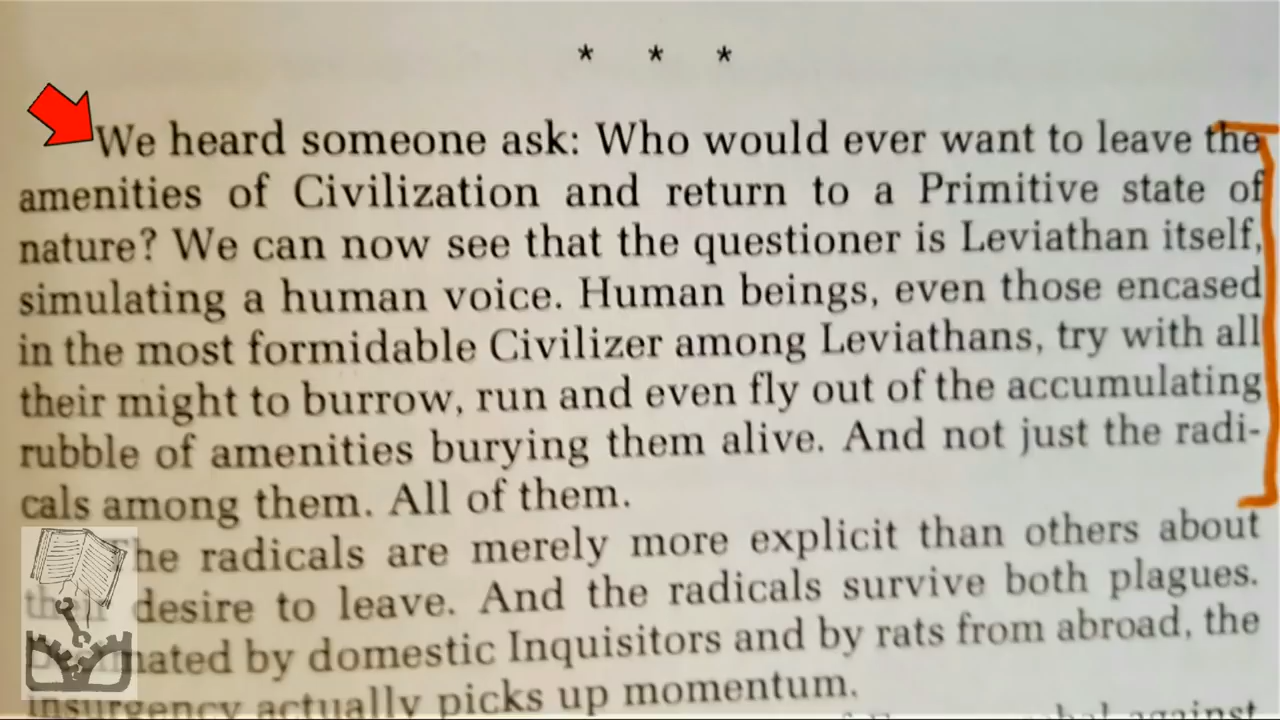 * * *
We heard someone ask: Who would ever want to leave the
amenities of Civilization and return to a Primitive state of
nature? We can now see that the questioner is Leviathan itself,
simulating a human voice. Human beings, even those encased
in the most formidable Civilizer among Leviathans, try with all
their might to burrow, run and even fly out of the accumulating
rubble of amenities burying them alive. And not just the radi-
cals among them. All of them.
The radicals are merely more explicit than others about
their desire to leave. And the radicals survive both plagues.
by domestic Inquisitors and by rats from abroad, the
insurgency actually picks up momentum.
against